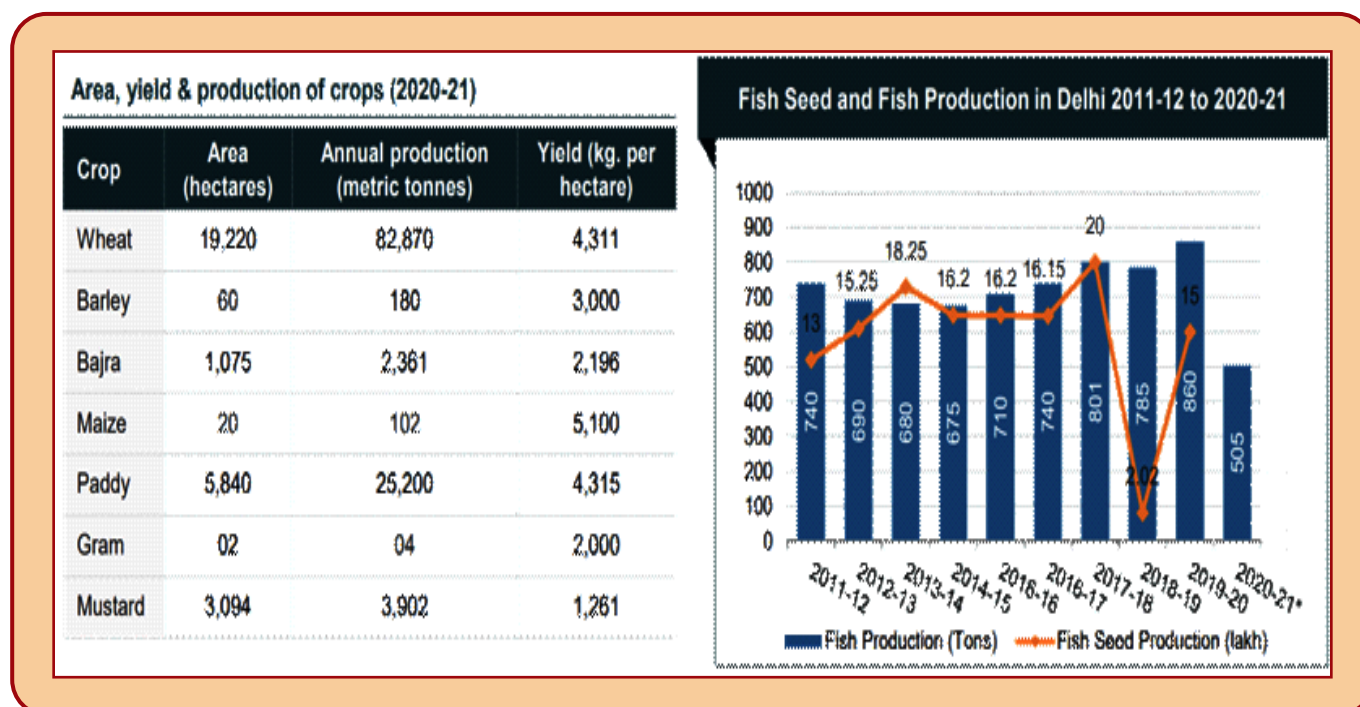 Area, yield & production of crops (2020-21)
Crop Area (hectares) Annual production (metric tonnes) Yield (kg. per hectare)
Wheat 19,220 82,870 4,311
Barley 60 180 3,000
Bajra 1,075 2,361 2,196
Maize 20 102 5,100
Paddy 5,840 25,200 4,315
Gram 02 04 2,000
Mustard 3,094 3,902 1,261
Fish Seed and Fish Production in Delhi 2011-12 to 2020-21
1000
900
800
700
600
500
400
300
200
100
0
13 15.25 18.25 16.2 16.2 16.15 20 2.02 15
740 690 680 675 710 740 801 785 860 505
2011-12 2012-13 2013-14 2014-15 2016-16 2016-17 2017-18 2018-19 2019-20 2020-21*
Fish Production (Tons) Fish Seed Production (lakh)